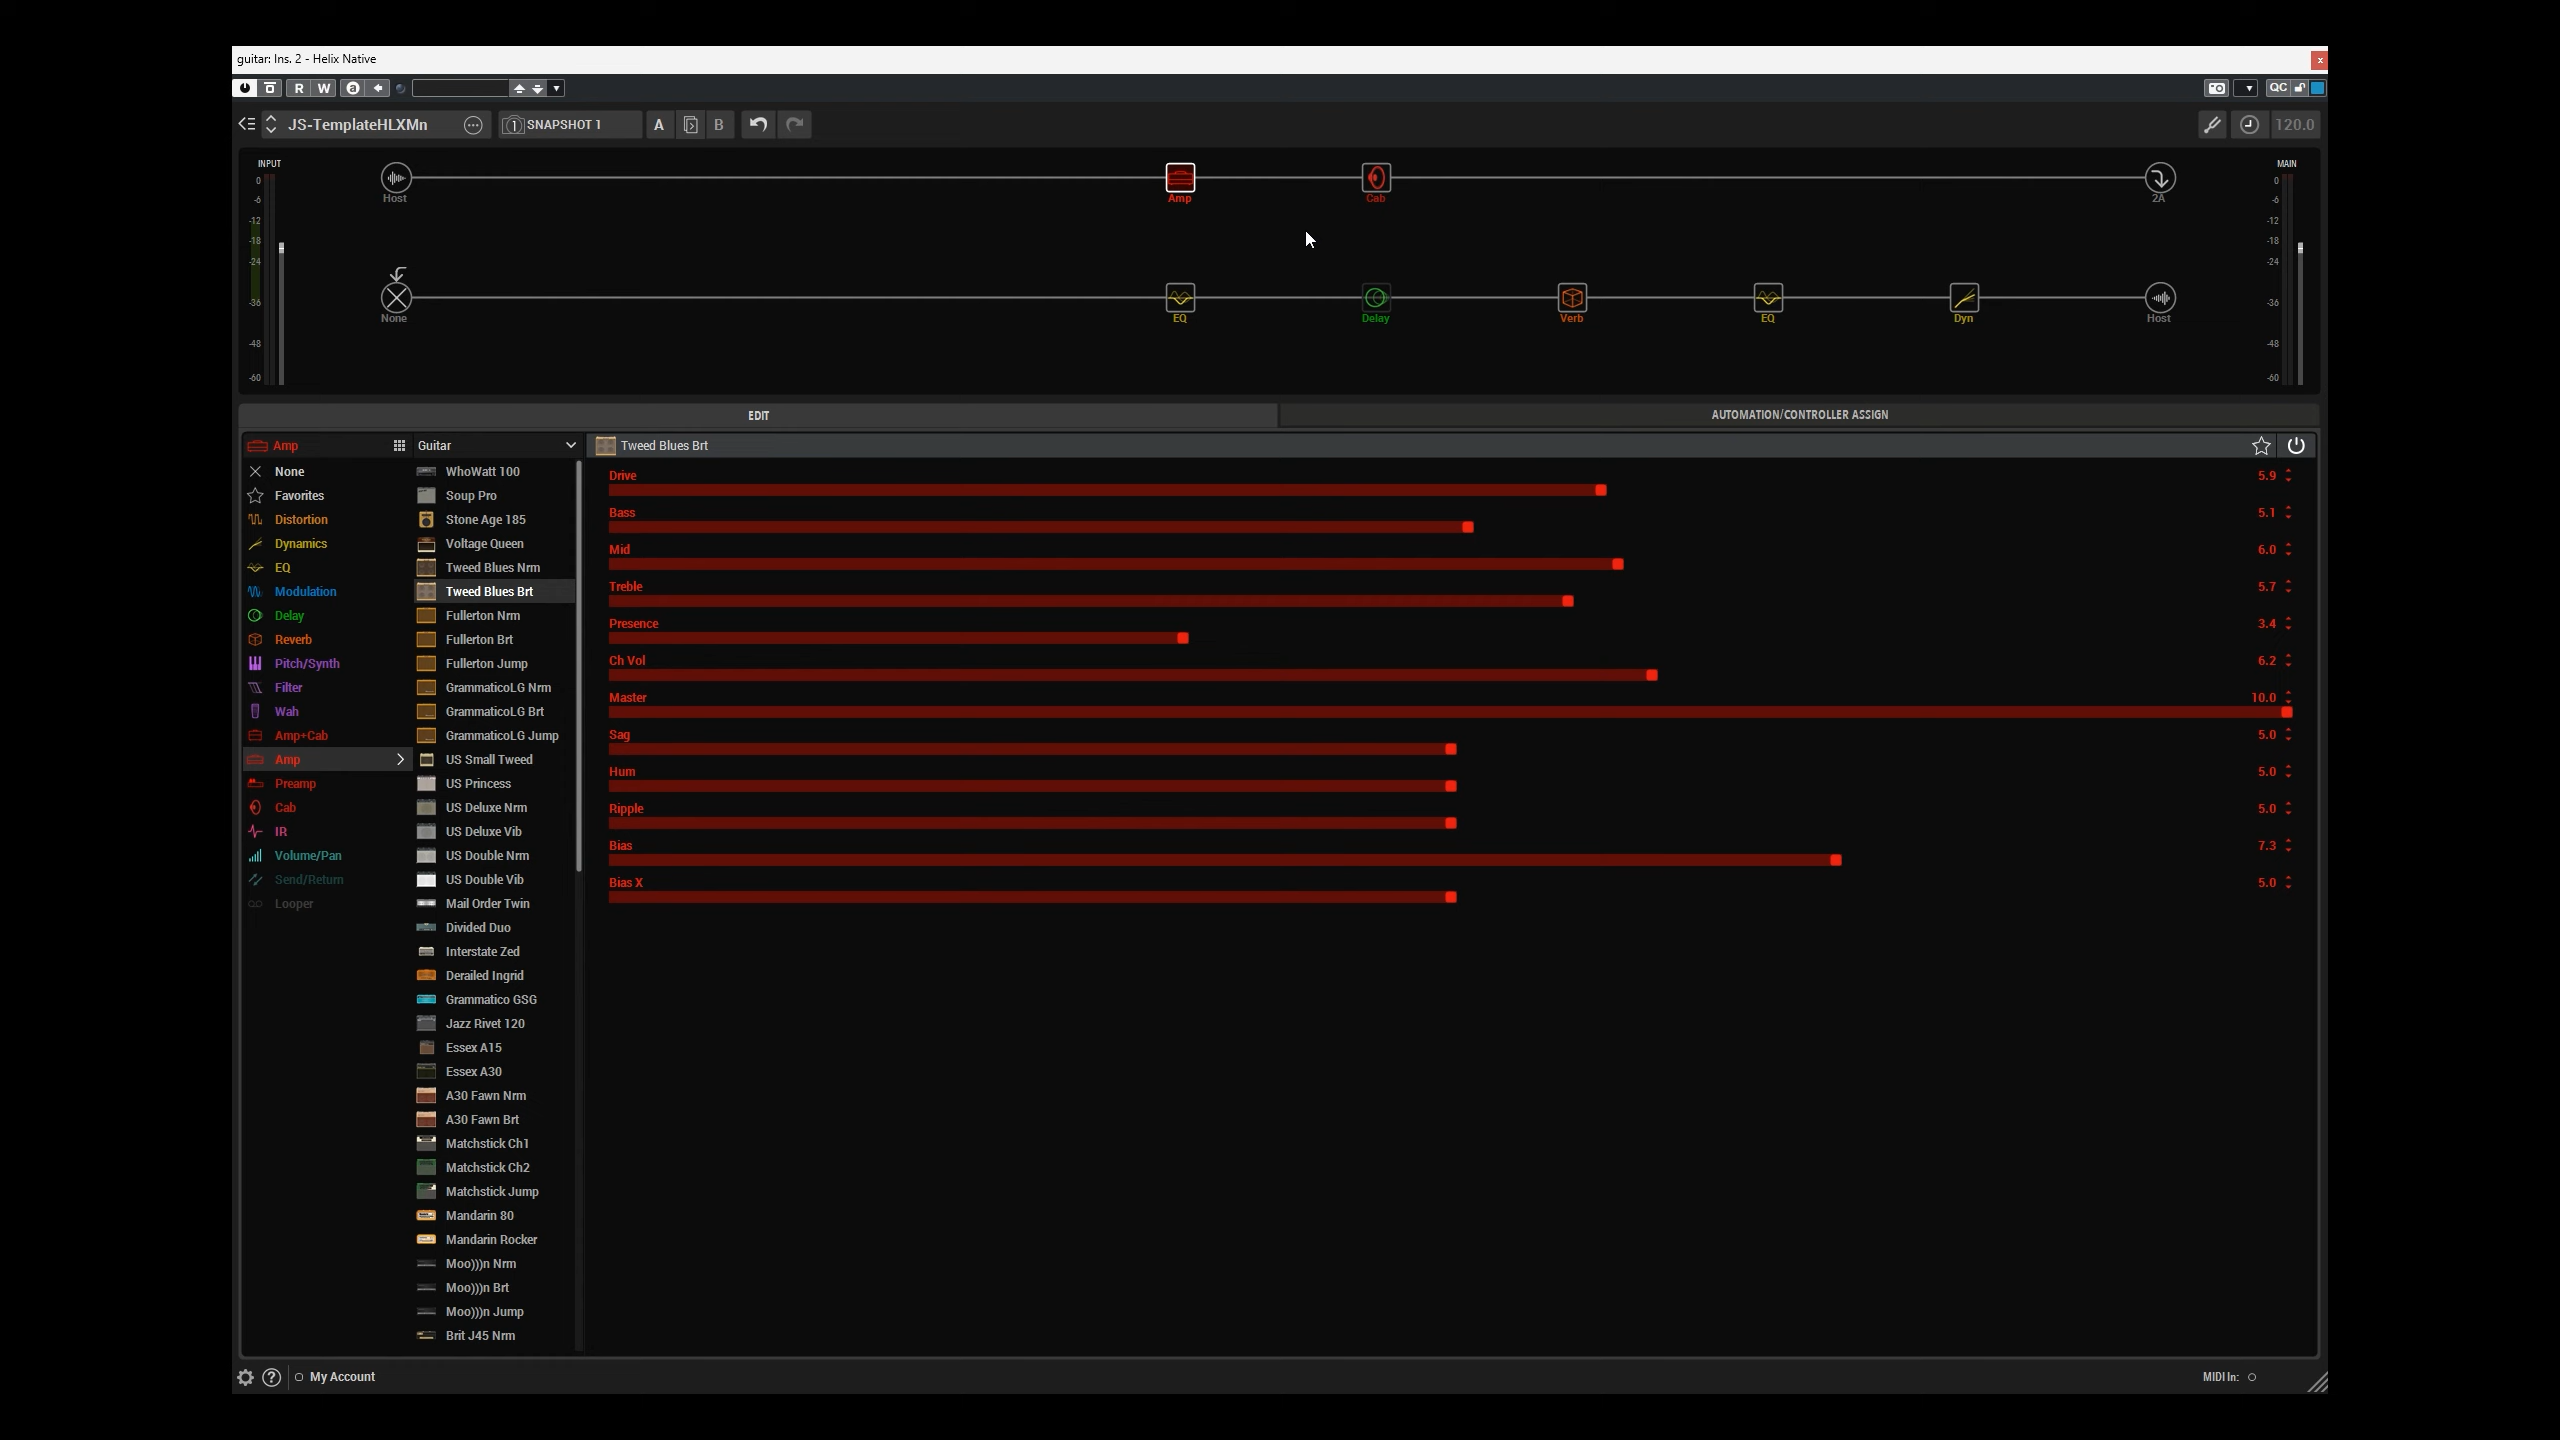 guitar: Ins. 2 - Helix Native
x
R W a QC
JS-TemplateHLXMn 1 SNAPSHOT 1 A B 120.0
INPUT MAIN
0 0
-6 -6
-12 -12
-18 -18
-24 -24
-36 -36
-48 -48
-60 -60
Host Amp Cab 2A
None EQ Delay Verb EQ Dyn Host
EDIT AUTOMATION/CONTROLLER ASSIGN
Amp
None
Favorites
Distortion
Dynamics
EQ
Modulation
Delay
Reverb
Pitch/Synth
Filter
Wah
Amp+Cab
Amp
Preamp
Cab
IR
Volume/Pan
Send/Return
Looper
Guitar
WhoWatt 100
Soup Pro
Stone Age 185
Voltage Queen
Tweed Blues Nrm
Tweed Blues Brt
Fullerton Nrm
Fullerton Brt
Fullerton Jump
GrammaticoLG Nrm
GrammaticoLG Brt
GrammaticoLG Jump
US Small Tweed
US Princess
US Deluxe Nrm
US Deluxe Vib
US Double Nrm
US Double Vib
Mail Order Twin
Divided Duo
Interstate Zed
Derailed Ingrid
Grammatico GSG
Jazz Rivet 120
Essex A15
Essex A30
A30 Fawn Nrm
A30 Fawn Brt
Matchstick Ch1
Matchstick Ch2
Matchstick Jump
Mandarin 80
Mandarin Rocker
Moo)))n Nrm
Moo)))n Brt
Moo)))n Jump
Brit J45 Nrm
Tweed Blues Brt
Drive 5.9
Bass 5.1
Mid 6.0
Treble 5.7
Presence 3.4
Ch Vol 6.2
Master 10.0
Sag 5.0
Hum 5.0
Ripple 5.0
Bias 7.3
Bias X 5.0
? My Account MIDI In: